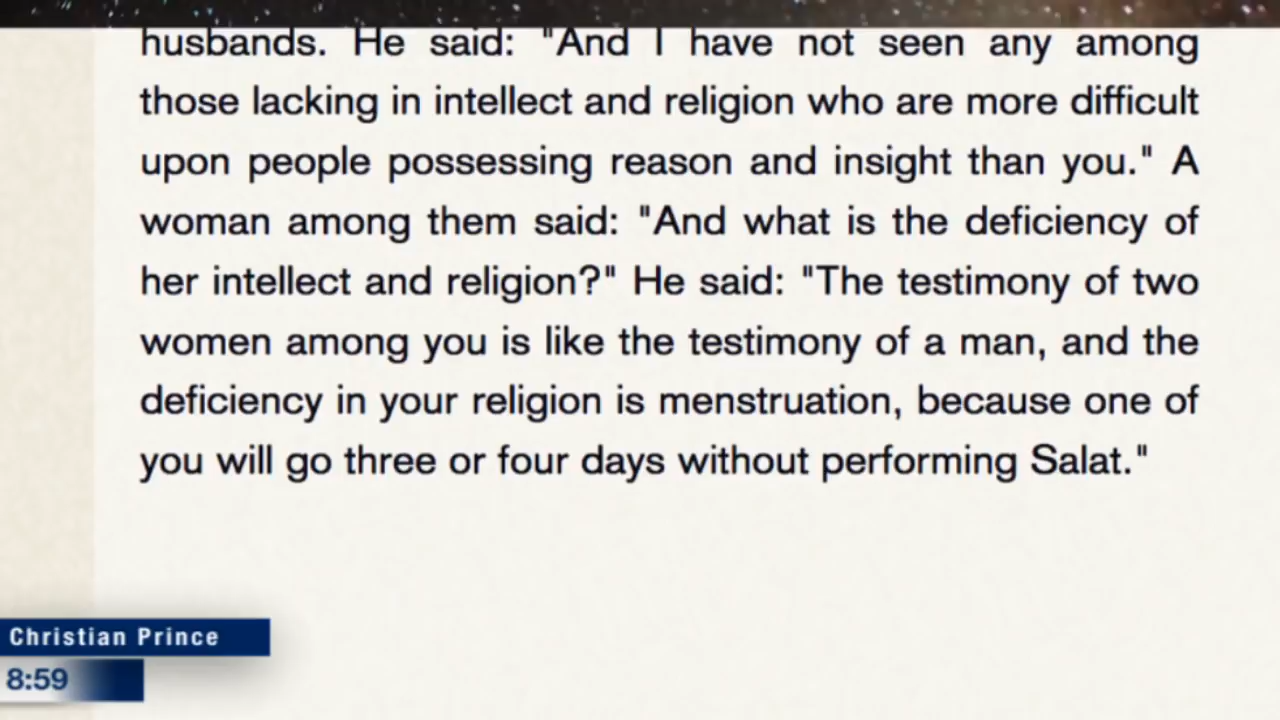 husbands. He said: "And I have not seen any among
those lacking in intellect and religion who are more difficult
upon people possessing reason and insight than you." A
woman among them said: "And what is the deficiency of
her intellect and religion?" He said: "The testimony of two
women among you is like the testimony of a man, and the
deficiency in your religion is menstruation, because one of
you will go three or four days without performing Salat."
Christian Prince
8:59